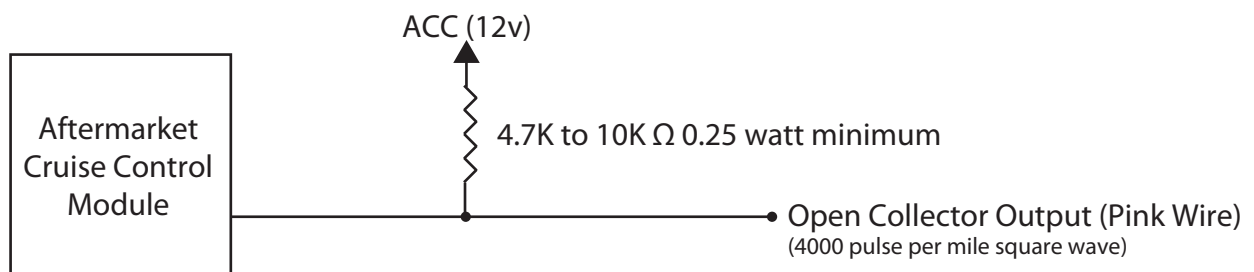 ACC (12v)
Aftermarket
Cruise Control
Module
4.7K to 10K Ω 0.25 watt minimum
Open Collector Output (Pink Wire)
(4000 pulse per mile square wave)